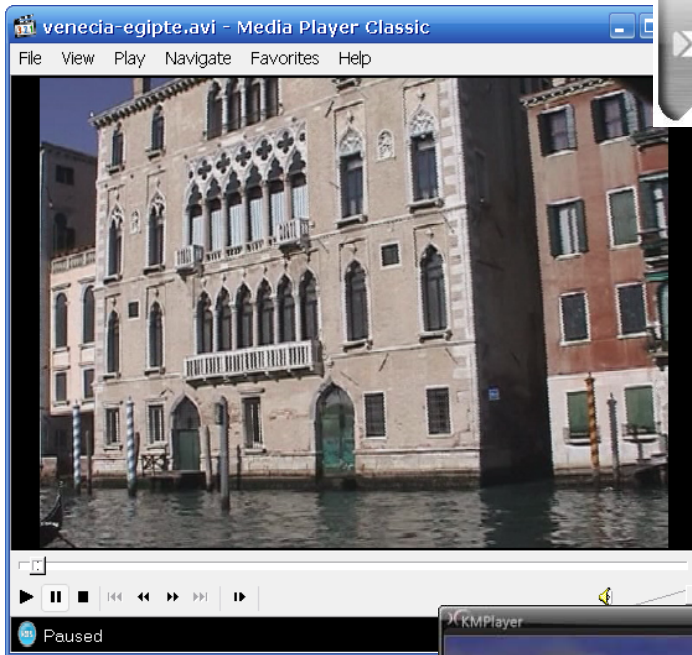 venecia-egipte.avi - Media Player Classic
File View Play Navigate Favorites Help
Paused
KMPlayer